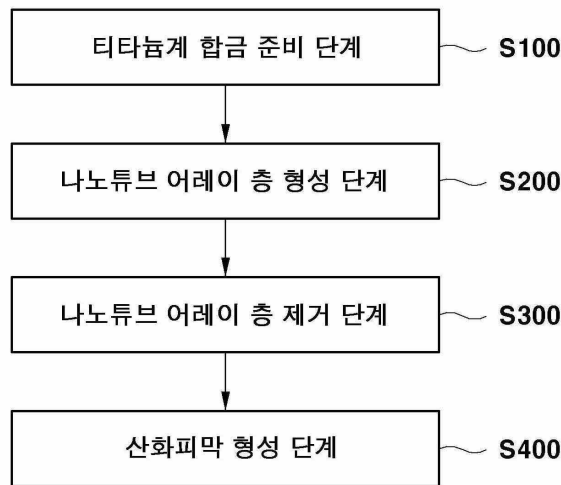 티타늄계 합금 준비 단계 S100
나노튜브 어레이 층 형성 단계 S200
나노튜브 어레이 층 제거 단계 S300
산화피막 형성 단계 S400